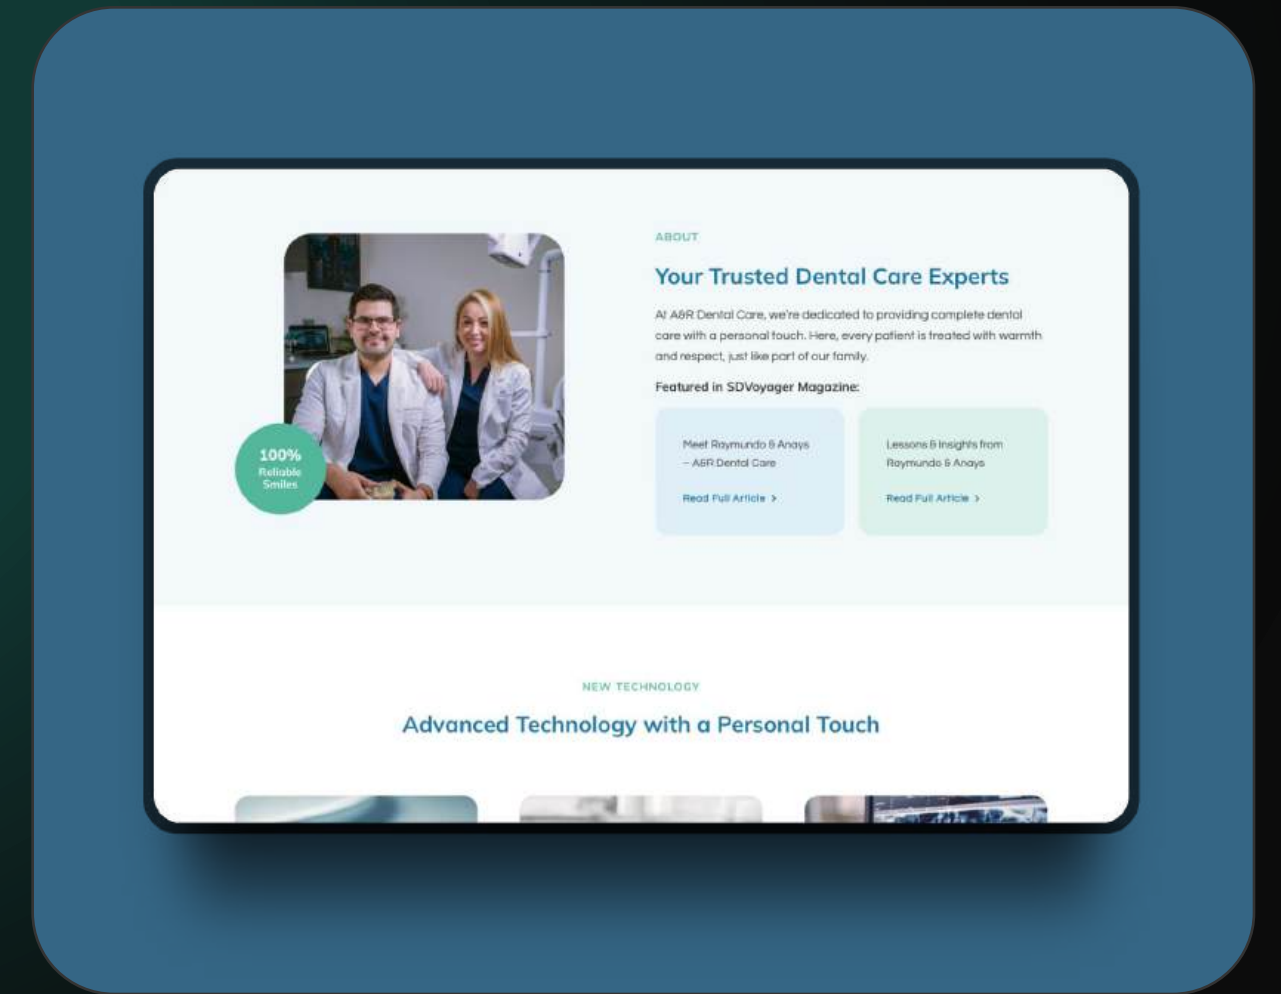 100%
Reliable
Smiles
ABOUT
Your Trusted Dental Care Experts
At A&R Dental Care, we're dedicated to providing complete dental
care with a personal touch. Here, every patient is treated with warmth
and respect, just like part of our family.
Featured in SDVoyager Magazine:
Meet Raymundo & Anays
– A&R Dental Care
Read Full Article >
Lessons & Insights from
Raymundo & Anays
Read Full Article >
NEW TECHNOLOGY
Advanced Technology with a Personal Touch